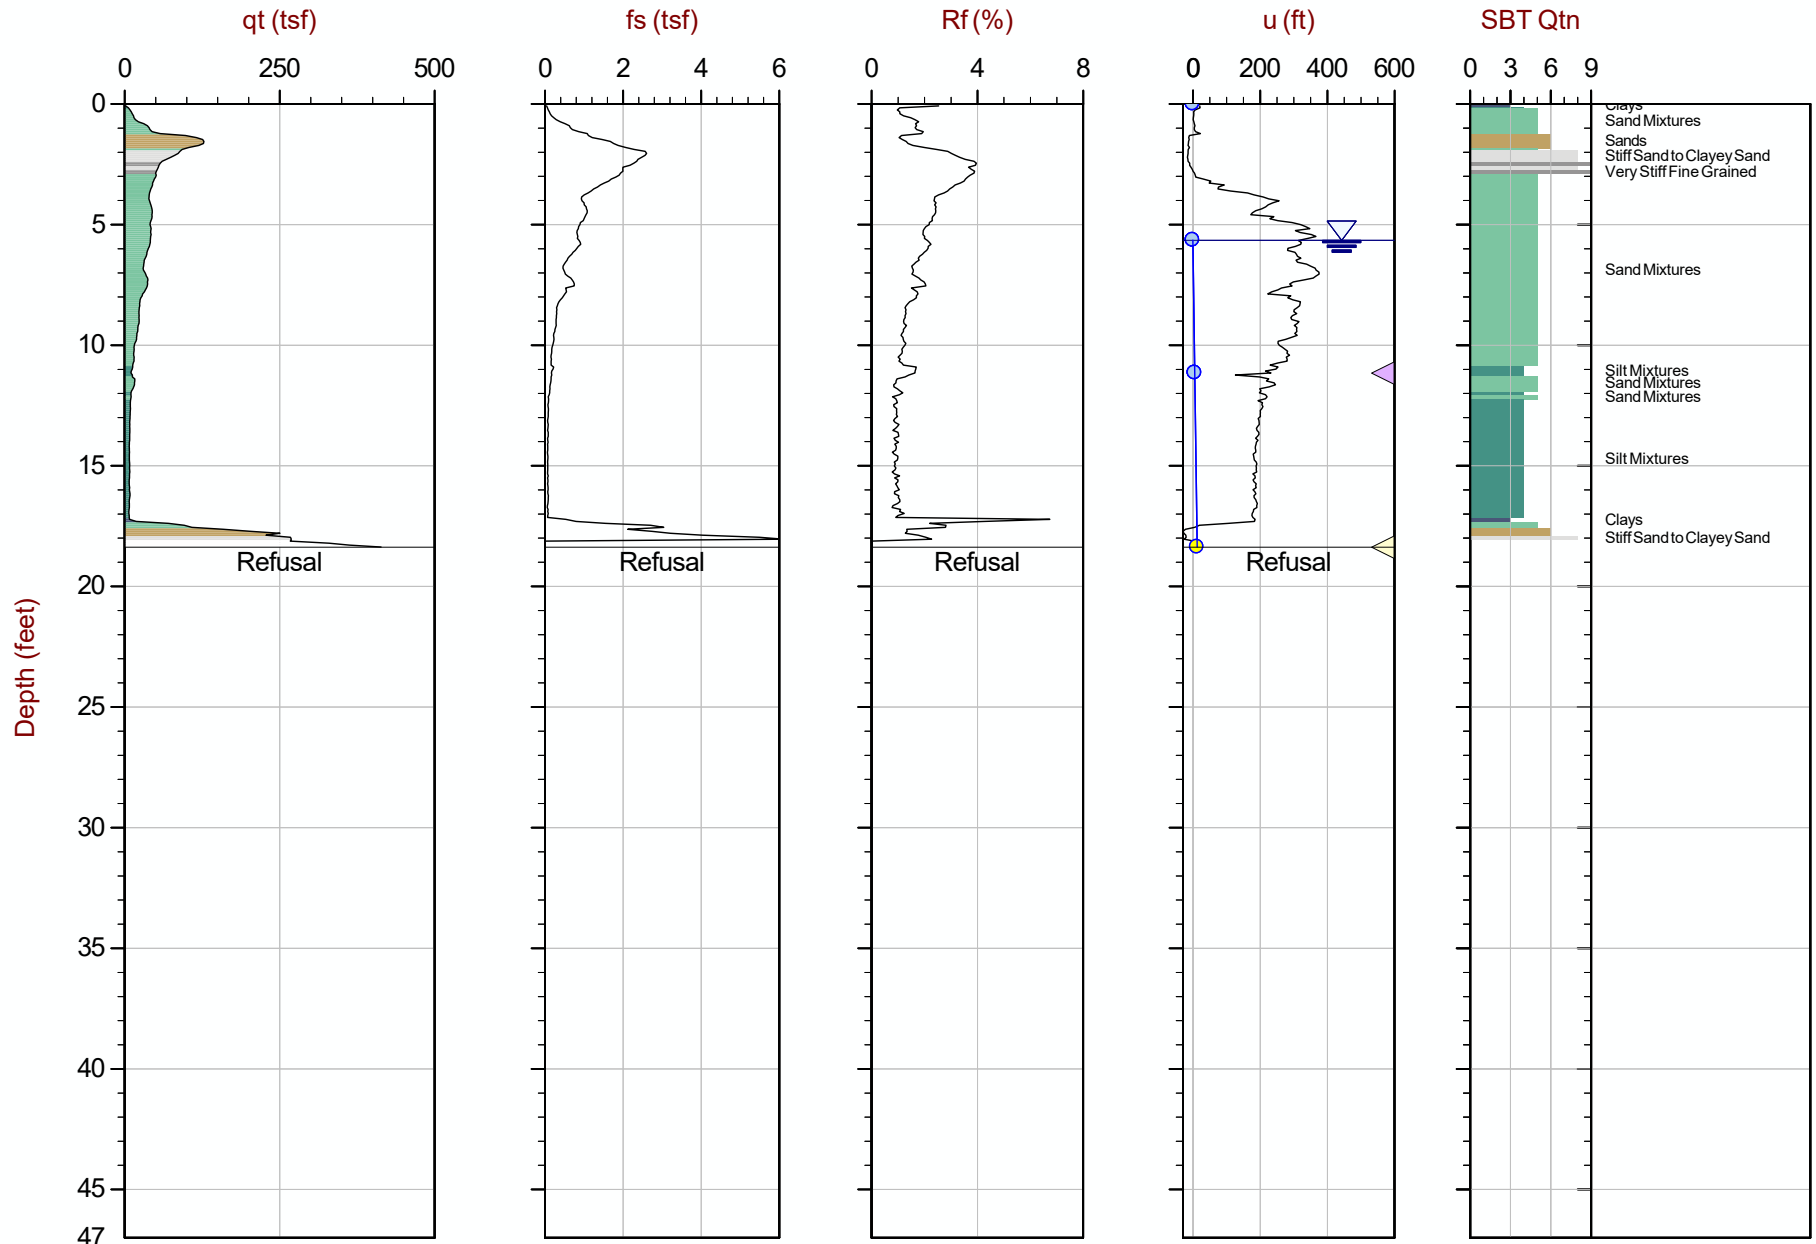 qt (tsf) fs (tsf) Rf (%) u (ft) SBT Qtn
0 250 500 0 2 4 6 0 4 8 0 200 400 600 0 3 6 9
0
Clays
Sand Mixtures
Sands
Stiff Sand to Clayey Sand
Very Stiff Fine Grained
5
Sand Mixtures
10
Silt Mixtures
Sand Mixtures
Sand Mixtures
15
Silt Mixtures
Clays
Stiff Sand to Clayey Sand
Refusal Refusal Refusal Refusal
20
Depth (feet)
25
30
35
40
45
47